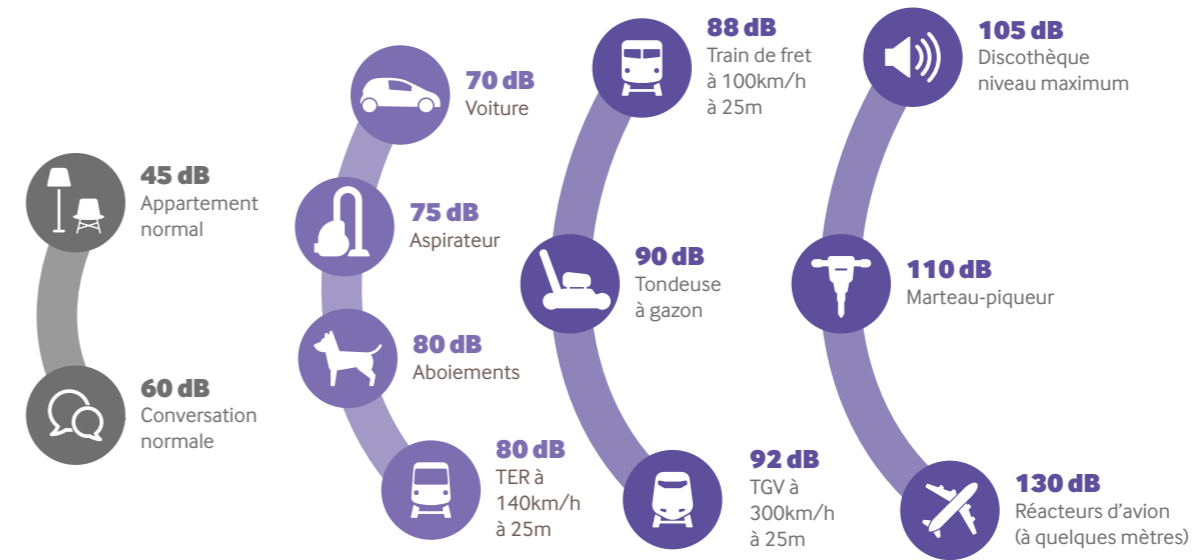 45 dB
Appartement
normal
60 dB
Conversation
normale
70 dB
Voiture
75 dB
Aspirateur
80 dB
Aboiements
80 dB
TER à
140km/h
à 25m
88 dB
Train de fret
à 100km/h
à 25m
90 dB
Tondeuse
à gazon
92 dB
TGV à
300km/h
à 25m
105 dB
Discothèque
niveau maximum
110 dB
Marteau-piqueur
130 dB
Réacteurs d’avion
(à quelques mètres)